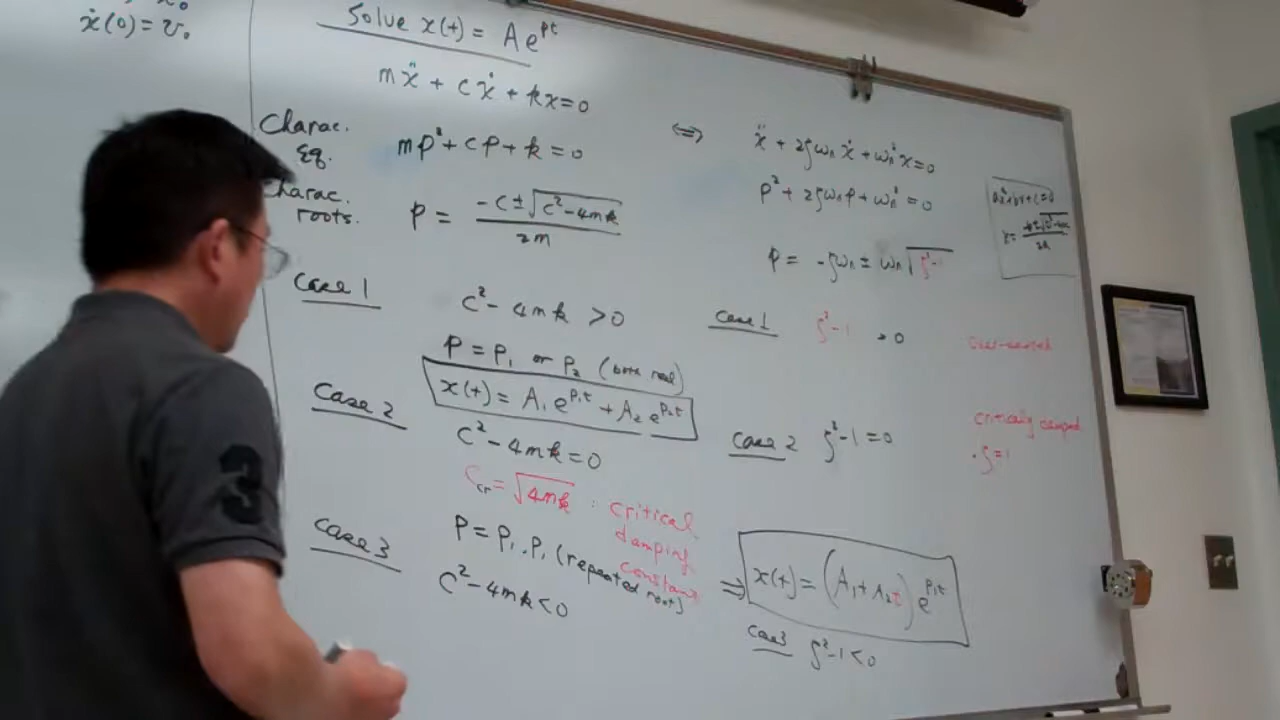 ẋ(0) = v₀
Solve x(t) = A e^{pt}
mẍ + cẋ + kx = 0
Charac. Eq.
mp² + cp + k = 0
Charac. roots.
p = (-c ± √(c² - 4mk)) / 2m
⇔ ẍ + 2ζωₙẋ + ωₙ²x = 0
p² + 2ζωₙp + ωₙ² = 0
p = -ζωₙ ± ωₙ√(ζ² - 1)
Case 1
c² - 4mk > 0
p = p₁ or p₂ (both real)
x(t) = A₁e^{p₁t} + A₂e^{p₂t}
Case 2
c² - 4mk = 0
C_cr = √(4mk) : critical damping constant
p = p₁, p₁ (repeated root)
⇒ x(t) = (A₁ + A₂t) e^{p₁t}
Case 3
c² - 4mk < 0
Case 1 ζ² - 1 > 0
Case 2 ζ² - 1 = 0
critically damped
ζ = 1
Case 3 ζ² - 1 < 0
3